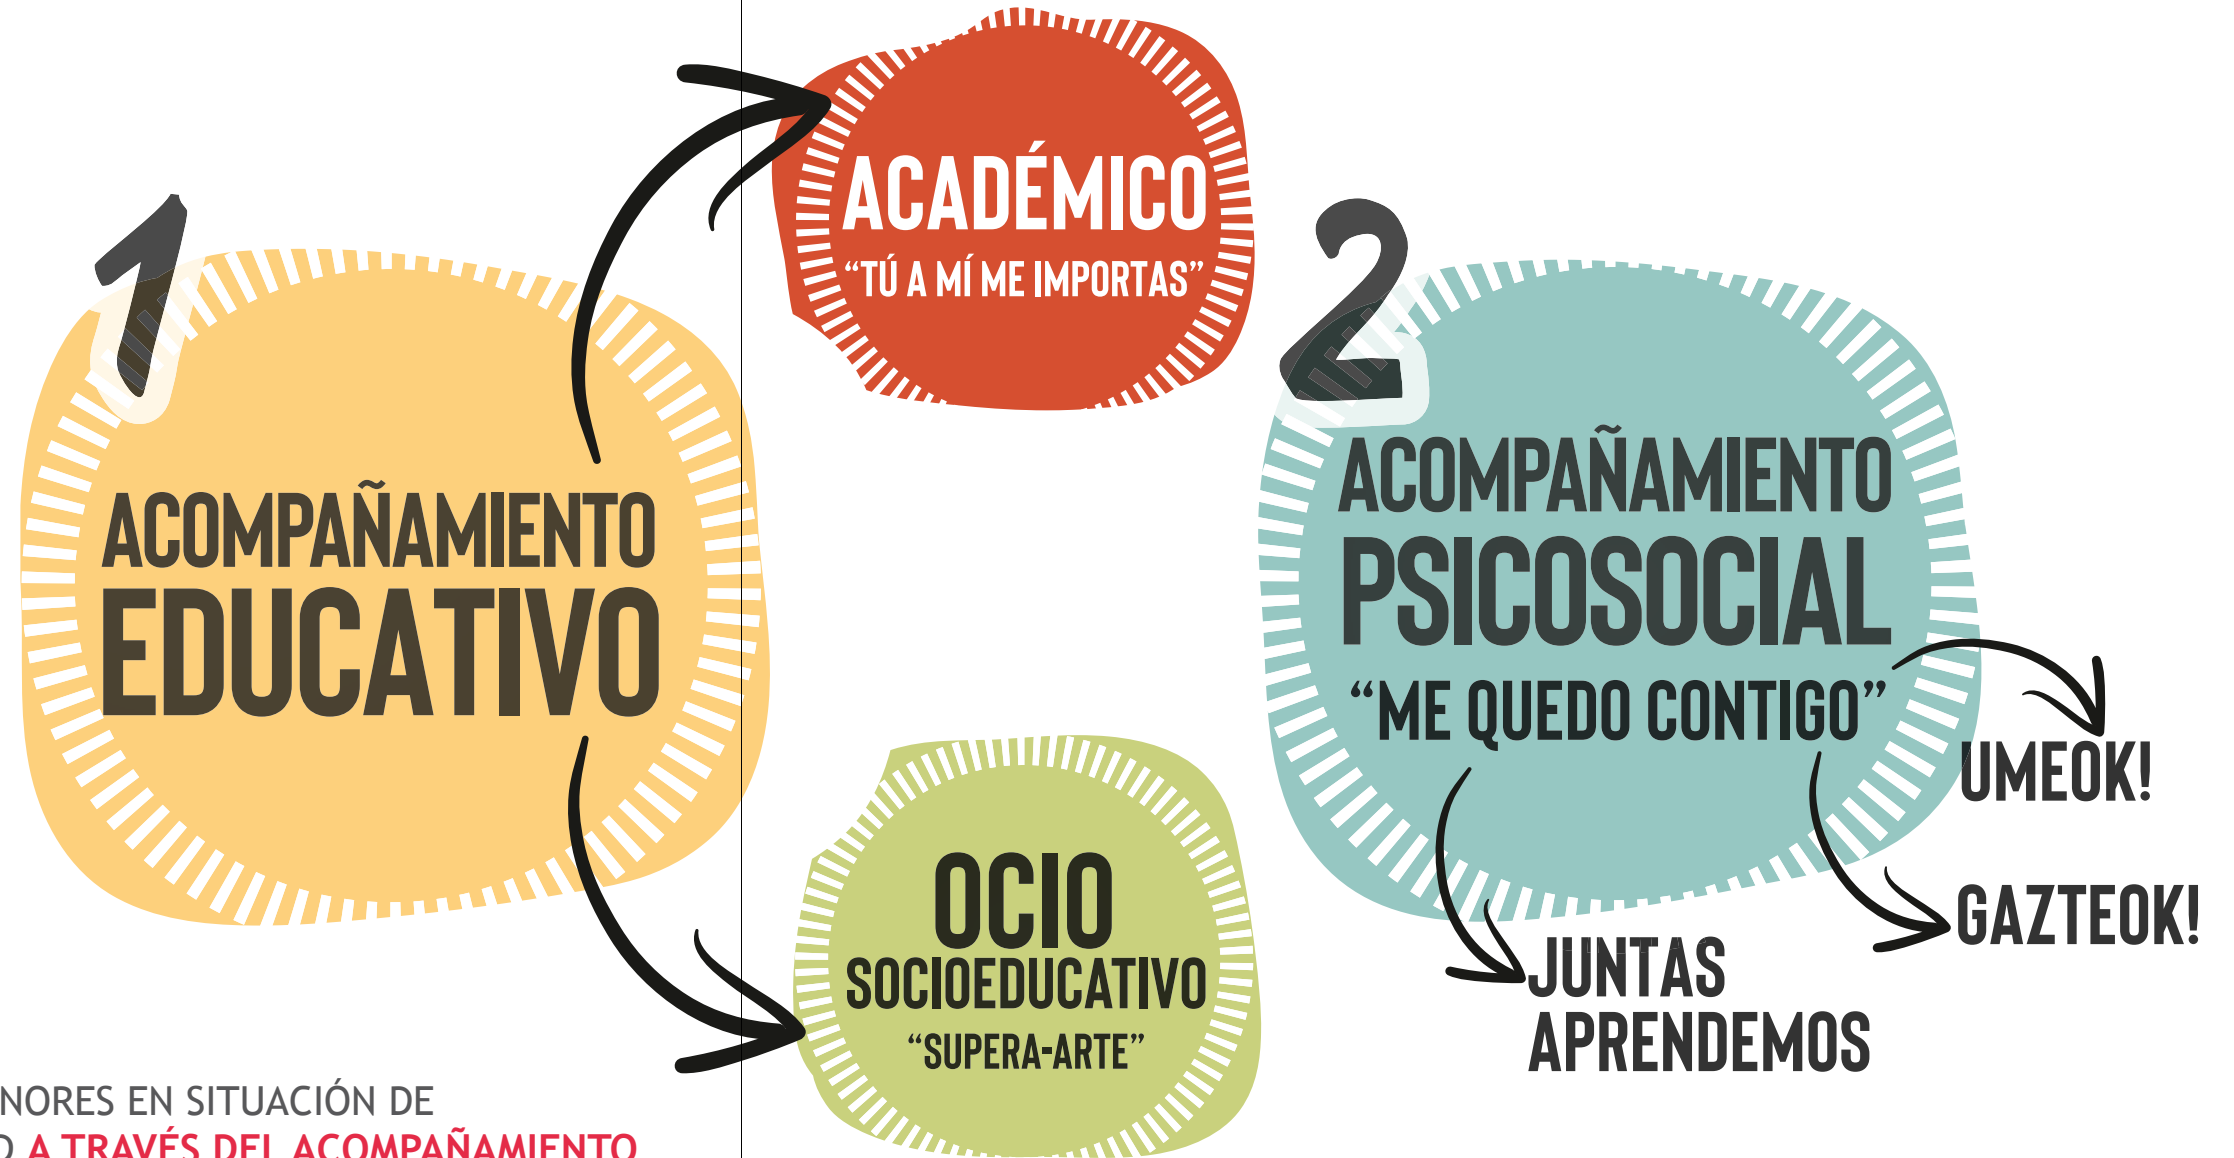 1
ACOMPAÑAMIENTO
EDUCATIVO
ACADÉMICO
“TÚ A MÍ ME IMPORTAS”
OCIO
SOCIOEDUCATIVO
“SUPERA-ARTE”
2
ACOMPAÑAMIENTO
PSICOSOCIAL
“ME QUEDO CONTIGO”
UMEOK!
GAZTEOK!
JUNTAS
APRENDEMOS
NORES EN SITUACIÓN DE
A TRAVÉS DEL ACOMPAÑAMIENTO